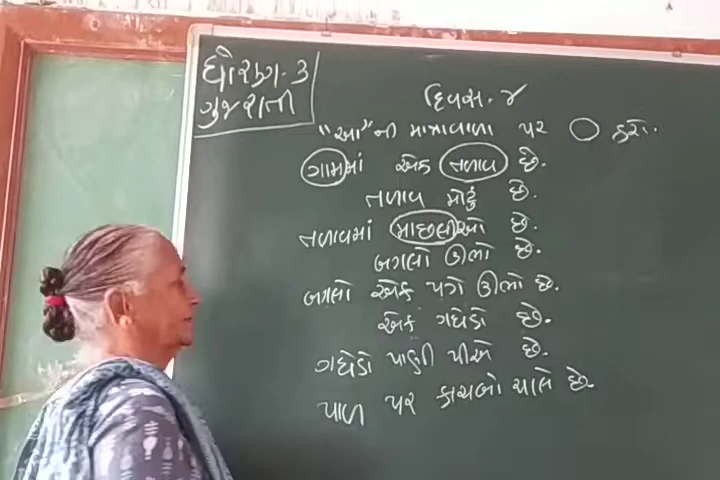 ધોરણ-૩
ગુજરાતી
દિવસ-૪
"આ"ની માત્રાવાળા પર ○ કરો.
ગામમાં એક તળાવ છે.
તળાવ મોટું છે.
તળાવમાં માછલીઓ છે.
બગલો ઊભો છે.
બગલો એક પગે ઊભો છે.
એક ગધેડો છે.
ગધેડો પાણી પીએ છે.
પાળ પર કાચબો ચાલે છે.